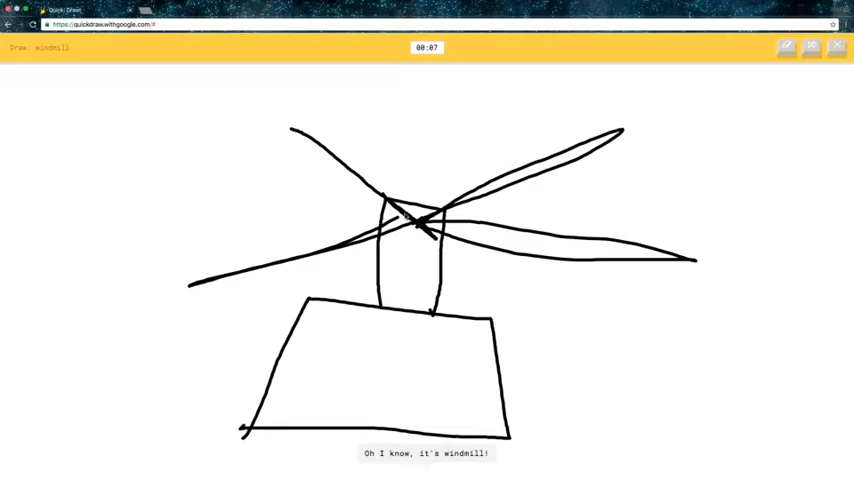 Quick, Draw!
https://quickdraw.withgoogle.com/#
Draw: windmill
00:07
Oh I know, it's windmill!